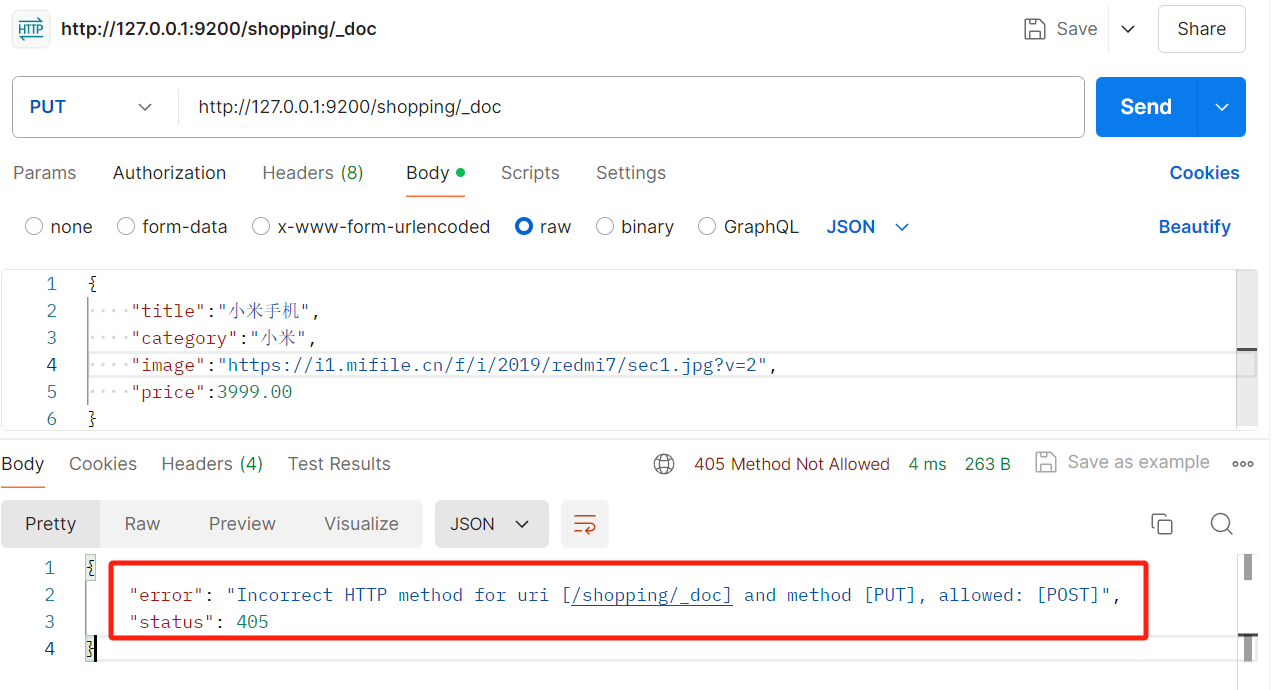 HTTP http://127.0.0.1:9200/shopping/_doc Save Share
PUT http://127.0.0.1:9200/shopping/_doc Send
Params Authorization Headers (8) Body Scripts Settings Cookies
none form-data x-www-form-urlencoded raw binary GraphQL JSON Beautify
1 {
2 ····"title":"小米手机",
3 ····"category":"小米",
4 ····"image":"https://i1.mifile.cn/f/i/2019/redmi7/sec1.jpg?v=2",
5 ····"price":3999.00
6 }
Body Cookies Headers (4) Test Results 405 Method Not Allowed 4 ms 263 B Save as example
Pretty Raw Preview Visualize JSON
1 {
2 "error": "Incorrect HTTP method for uri [/shopping/_doc] and method [PUT], allowed: [POST]",
3 "status": 405
4 }